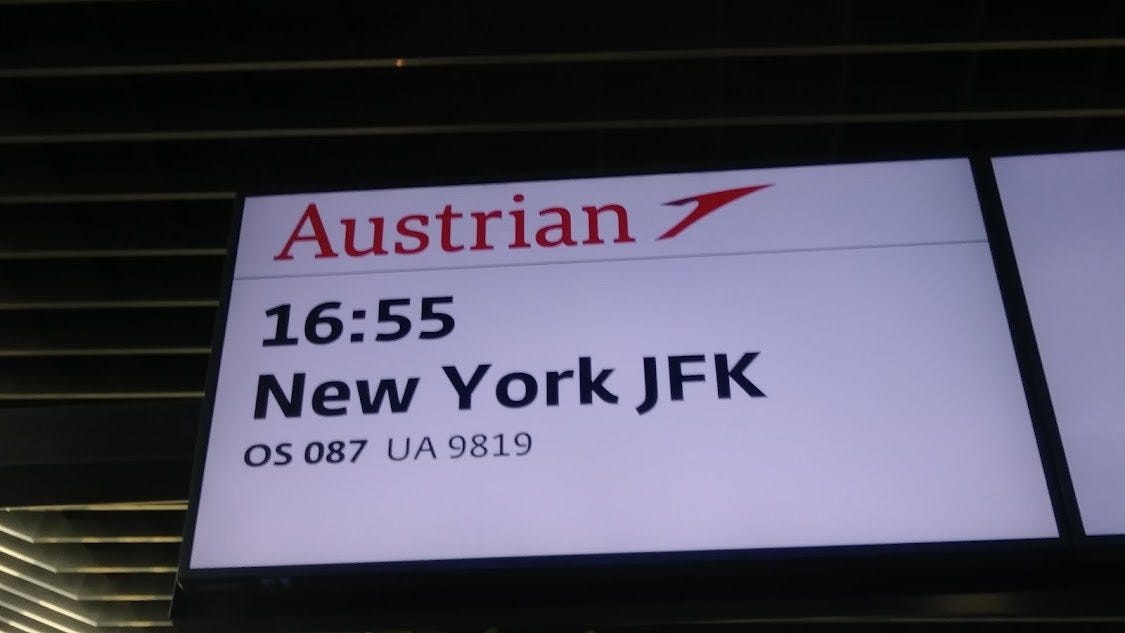 Austrian
16:55
New York JFK
OS 087 UA 9819